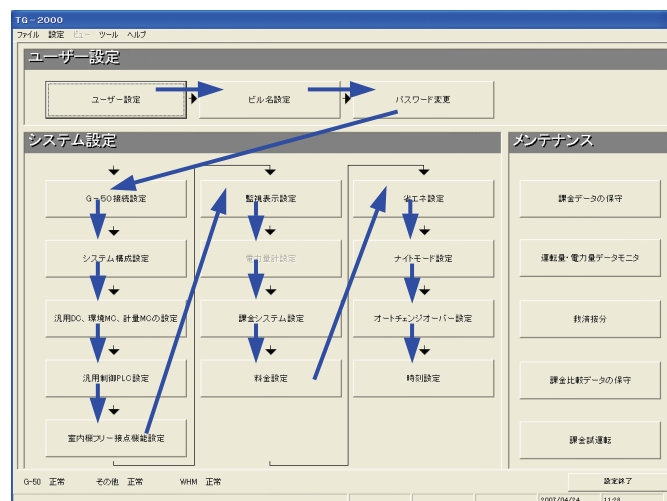 TG-2000
ファイル 設定 ビュー ツール ヘルプ
ユーザー設定
ユーザー設定
ビル名設定
パスワード変更
システム設定
G-50接続設定
システム構成設定
汎用DC、環境MC、計量MCの設定
汎用制御PLC設定
室内機フリー接点機能設定
監視表示設定
電力量計設定
課金システム設定
料金設定
省エネ設定
ナイトモード設定
オートチェンジオーバー設定
時刻設定
メンテナンス
課金データの保守
運転量・電力量データモニタ
救済按分
課金比較データの保守
課金試運転
G-50 正常 その他 正常 WHM 正常
設定終了
2007/04/24 11:28